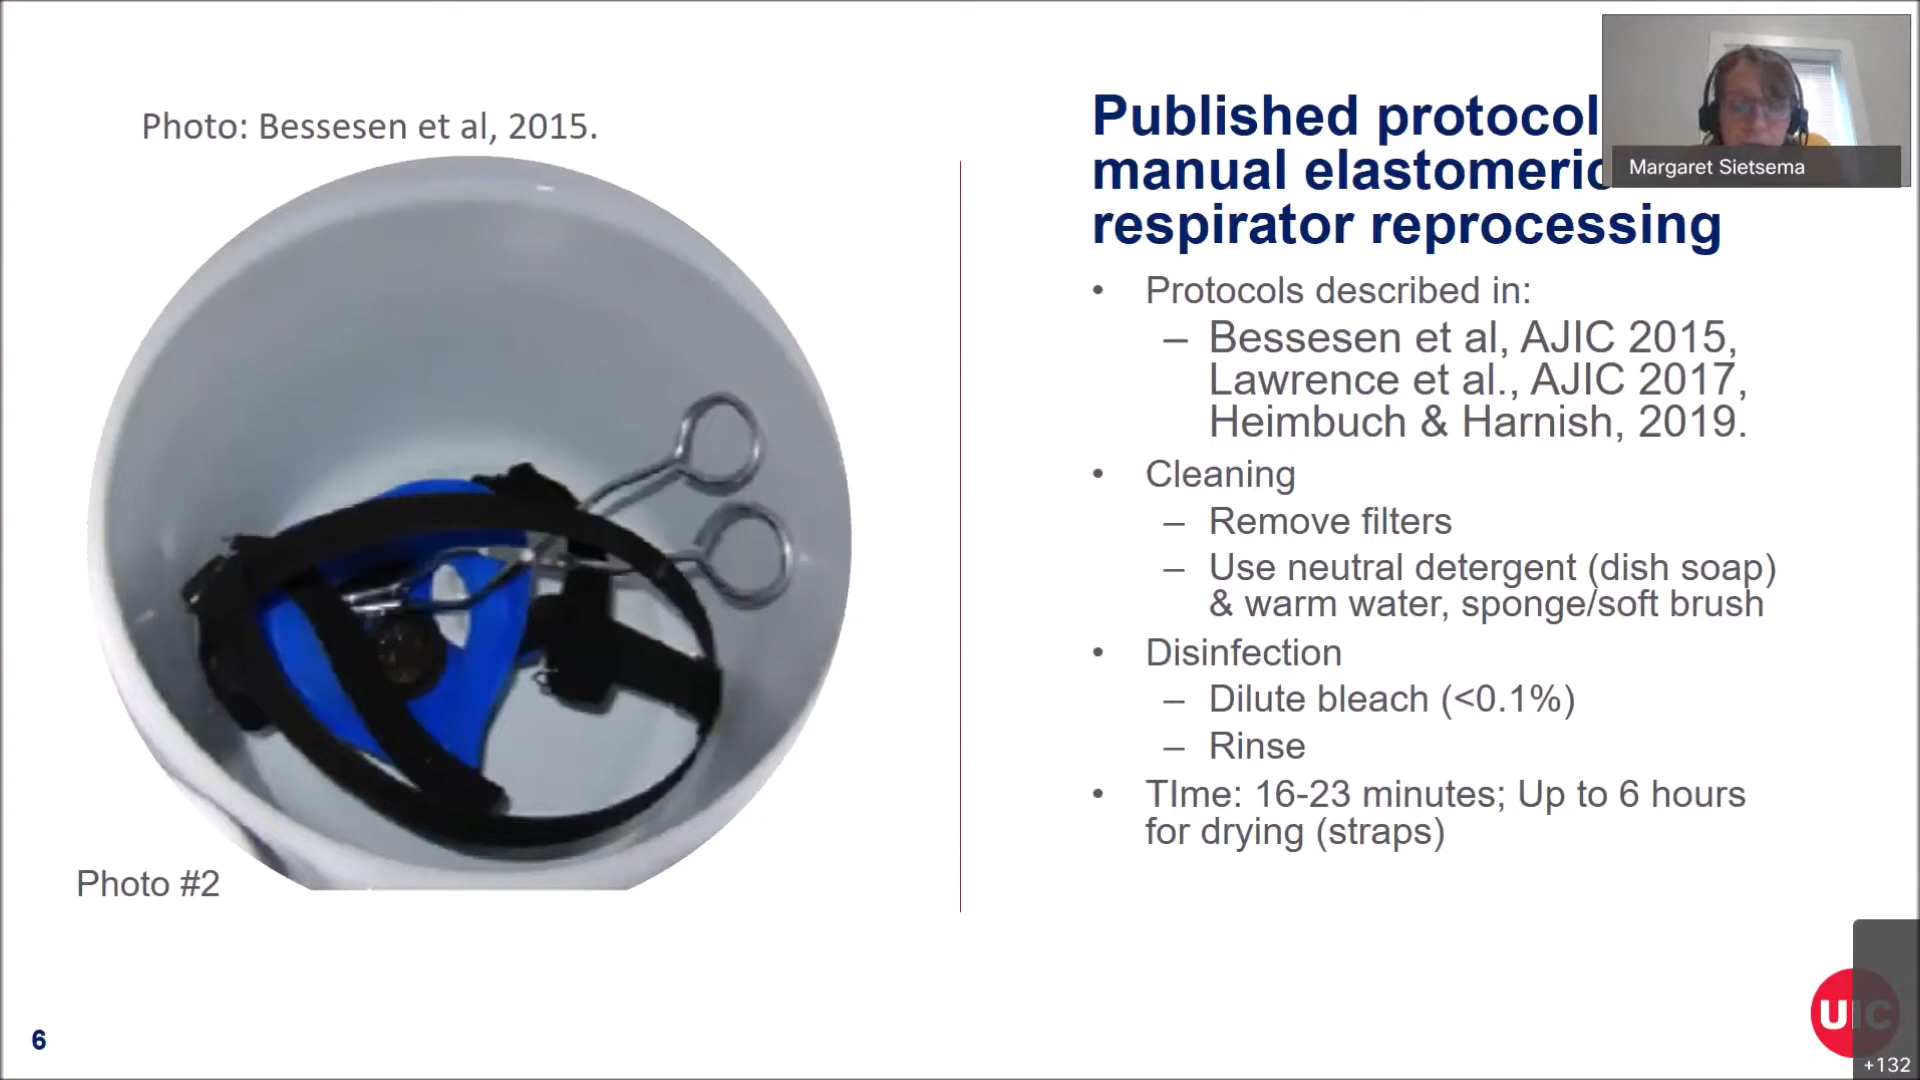 Photo: Bessesen et al, 2015.
Photo #2
6
Published protocol
manual elastomeric
respirator reprocessing
• Protocols described in:
– Bessesen et al, AJIC 2015,
Lawrence et al., AJIC 2017,
Heimbuch & Harnish, 2019.
• Cleaning
– Remove filters
– Use neutral detergent (dish soap)
& warm water, sponge/soft brush
• Disinfection
– Dilute bleach (<0.1%)
– Rinse
• TIme: 16-23 minutes; Up to 6 hours
for drying (straps)
Margaret Sietsema
UIC
+132